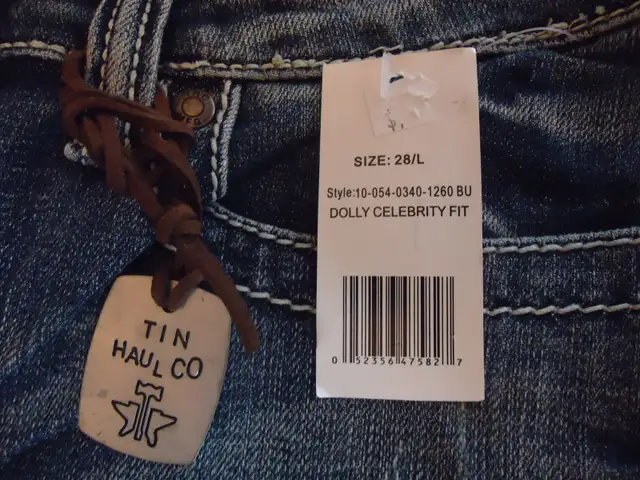 TIN
HAUL CO
SIZE: 28/L
Style:10-054-0340-1260 BU
DOLLY CELEBRITY FIT
0 52356 47582 7